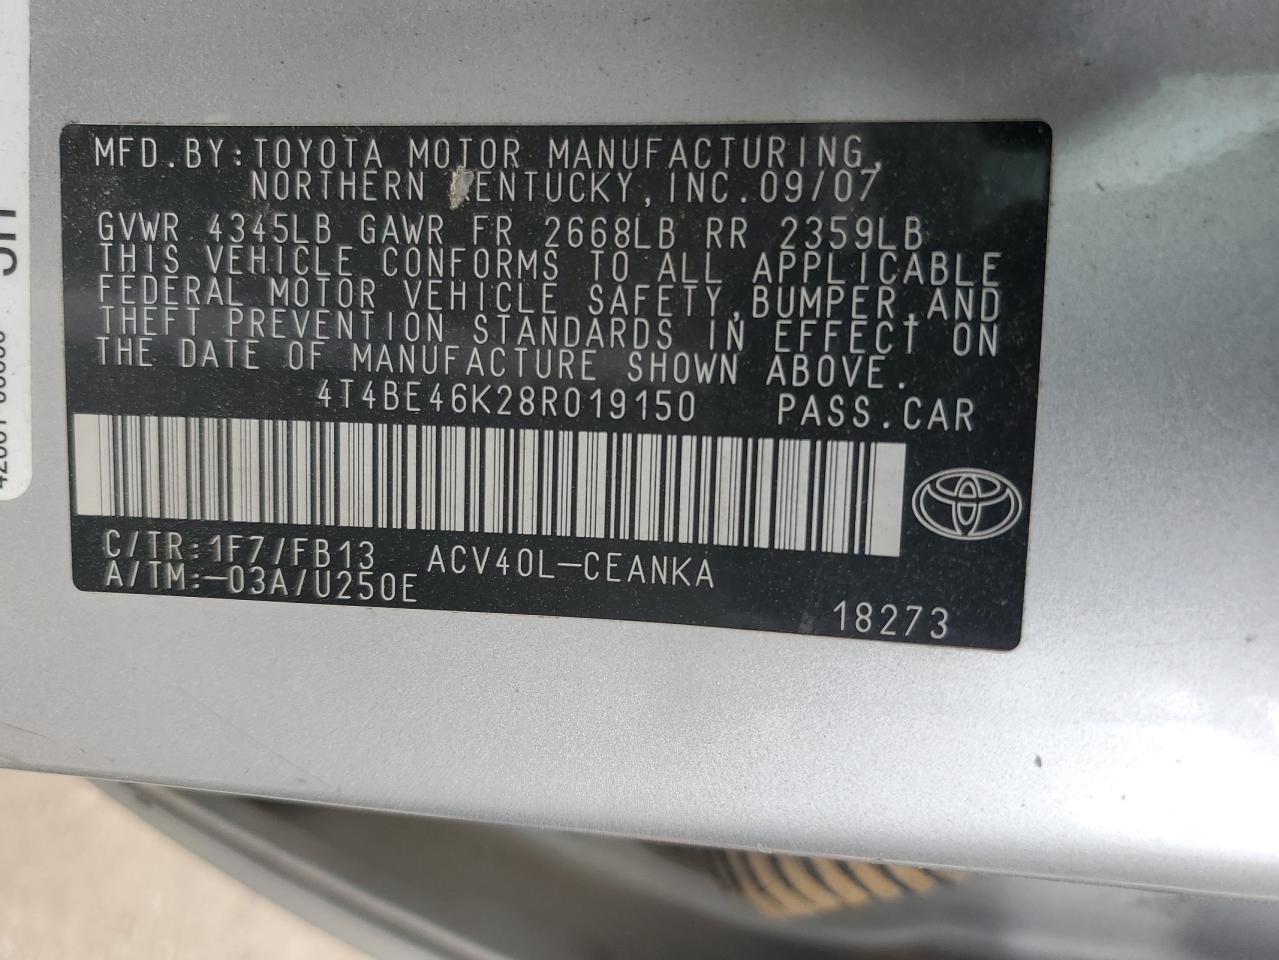 MFD.BY:TOYOTA MOTOR MANUFACTURING,
NORTHERN KENTUCKY,INC.09/07
GVWR 4345LB GAWR FR 2668LB RR 2359LB
THIS VEHICLE CONFORMS TO ALL APPLICABLE
FEDERAL MOTOR VEHICLE SAFETY,BUMPER,AND
THEFT PREVENTION STANDARDS IN EFFECT ON
THE DATE OF MANUFACTURE SHOWN ABOVE.
4T4BE46K28R019150 PASS.CAR
C/TR:1F7/FB13 ACV40L-CEANKA
A/TM:-03A/U250E
18273